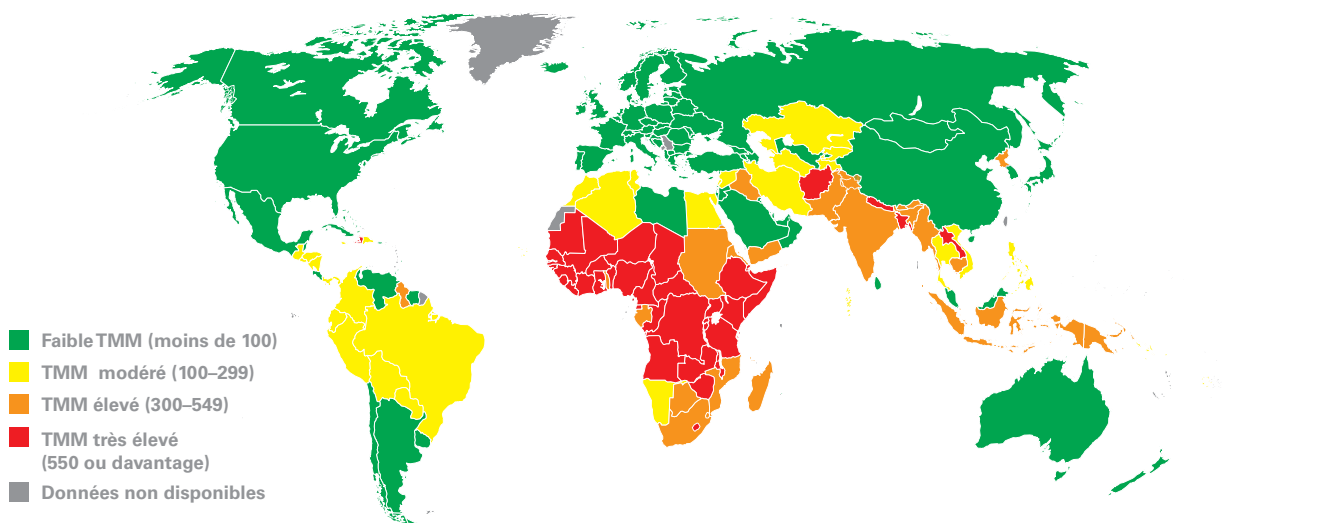 Faible TMM (moins de 100)
TMM modéré (100–299)
TMM élevé (300–549)
TMM très élevé
(550 ou davantage)
Données non disponibles